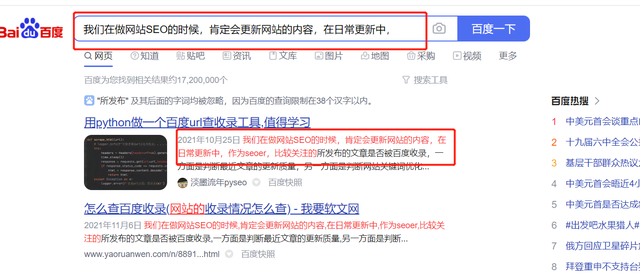 Bai du 百度
我们在做网站SEO的时候，肯定会更新网站的内容，在日常更新中，
百度一下
网页 知道 贴吧 资讯 文库 图片 地图 采购 视频 更多
百度为您找到相关结果约17,200,000个
搜索工具
"所发布"及其后面的字词均被忽略，因为百度的查询限制在38个汉字以内。
用python做一个百度url查收录工具,值得学习
2021年10月25日 我们在做网站SEO的时候，肯定会更新网站的内容，在
日常更新中，作为seoer，比较关注的所发布的文章是否被百度收录，一
方面是判断最近文章的更新质量，另一方面是判断网站关键词优化...
淡墨流年pyseo
百度快照
怎么查百度收录(网站的收录情况怎么查) - 我要软文网
2021年11月6日 我们在做网站SEO的时候,肯定会更新网站的内容,在日常更新中,作为seoer,比较关
注的所发布的文章是否被百度收录,一方面是判断最近文章的更新质量,另一方面是判断...
www.yaoruanwen.com/n/8891...html
百度快照
百度热搜
1 中美元首会谈重点
2 十九届六中全会公
3 基层干部群众热议
4 中美元首会晤近4小
5 中美元首是否达成
6 #出发吧水果猎人#
7 俄方回应卫星碎片
8 拜登重申不支持台